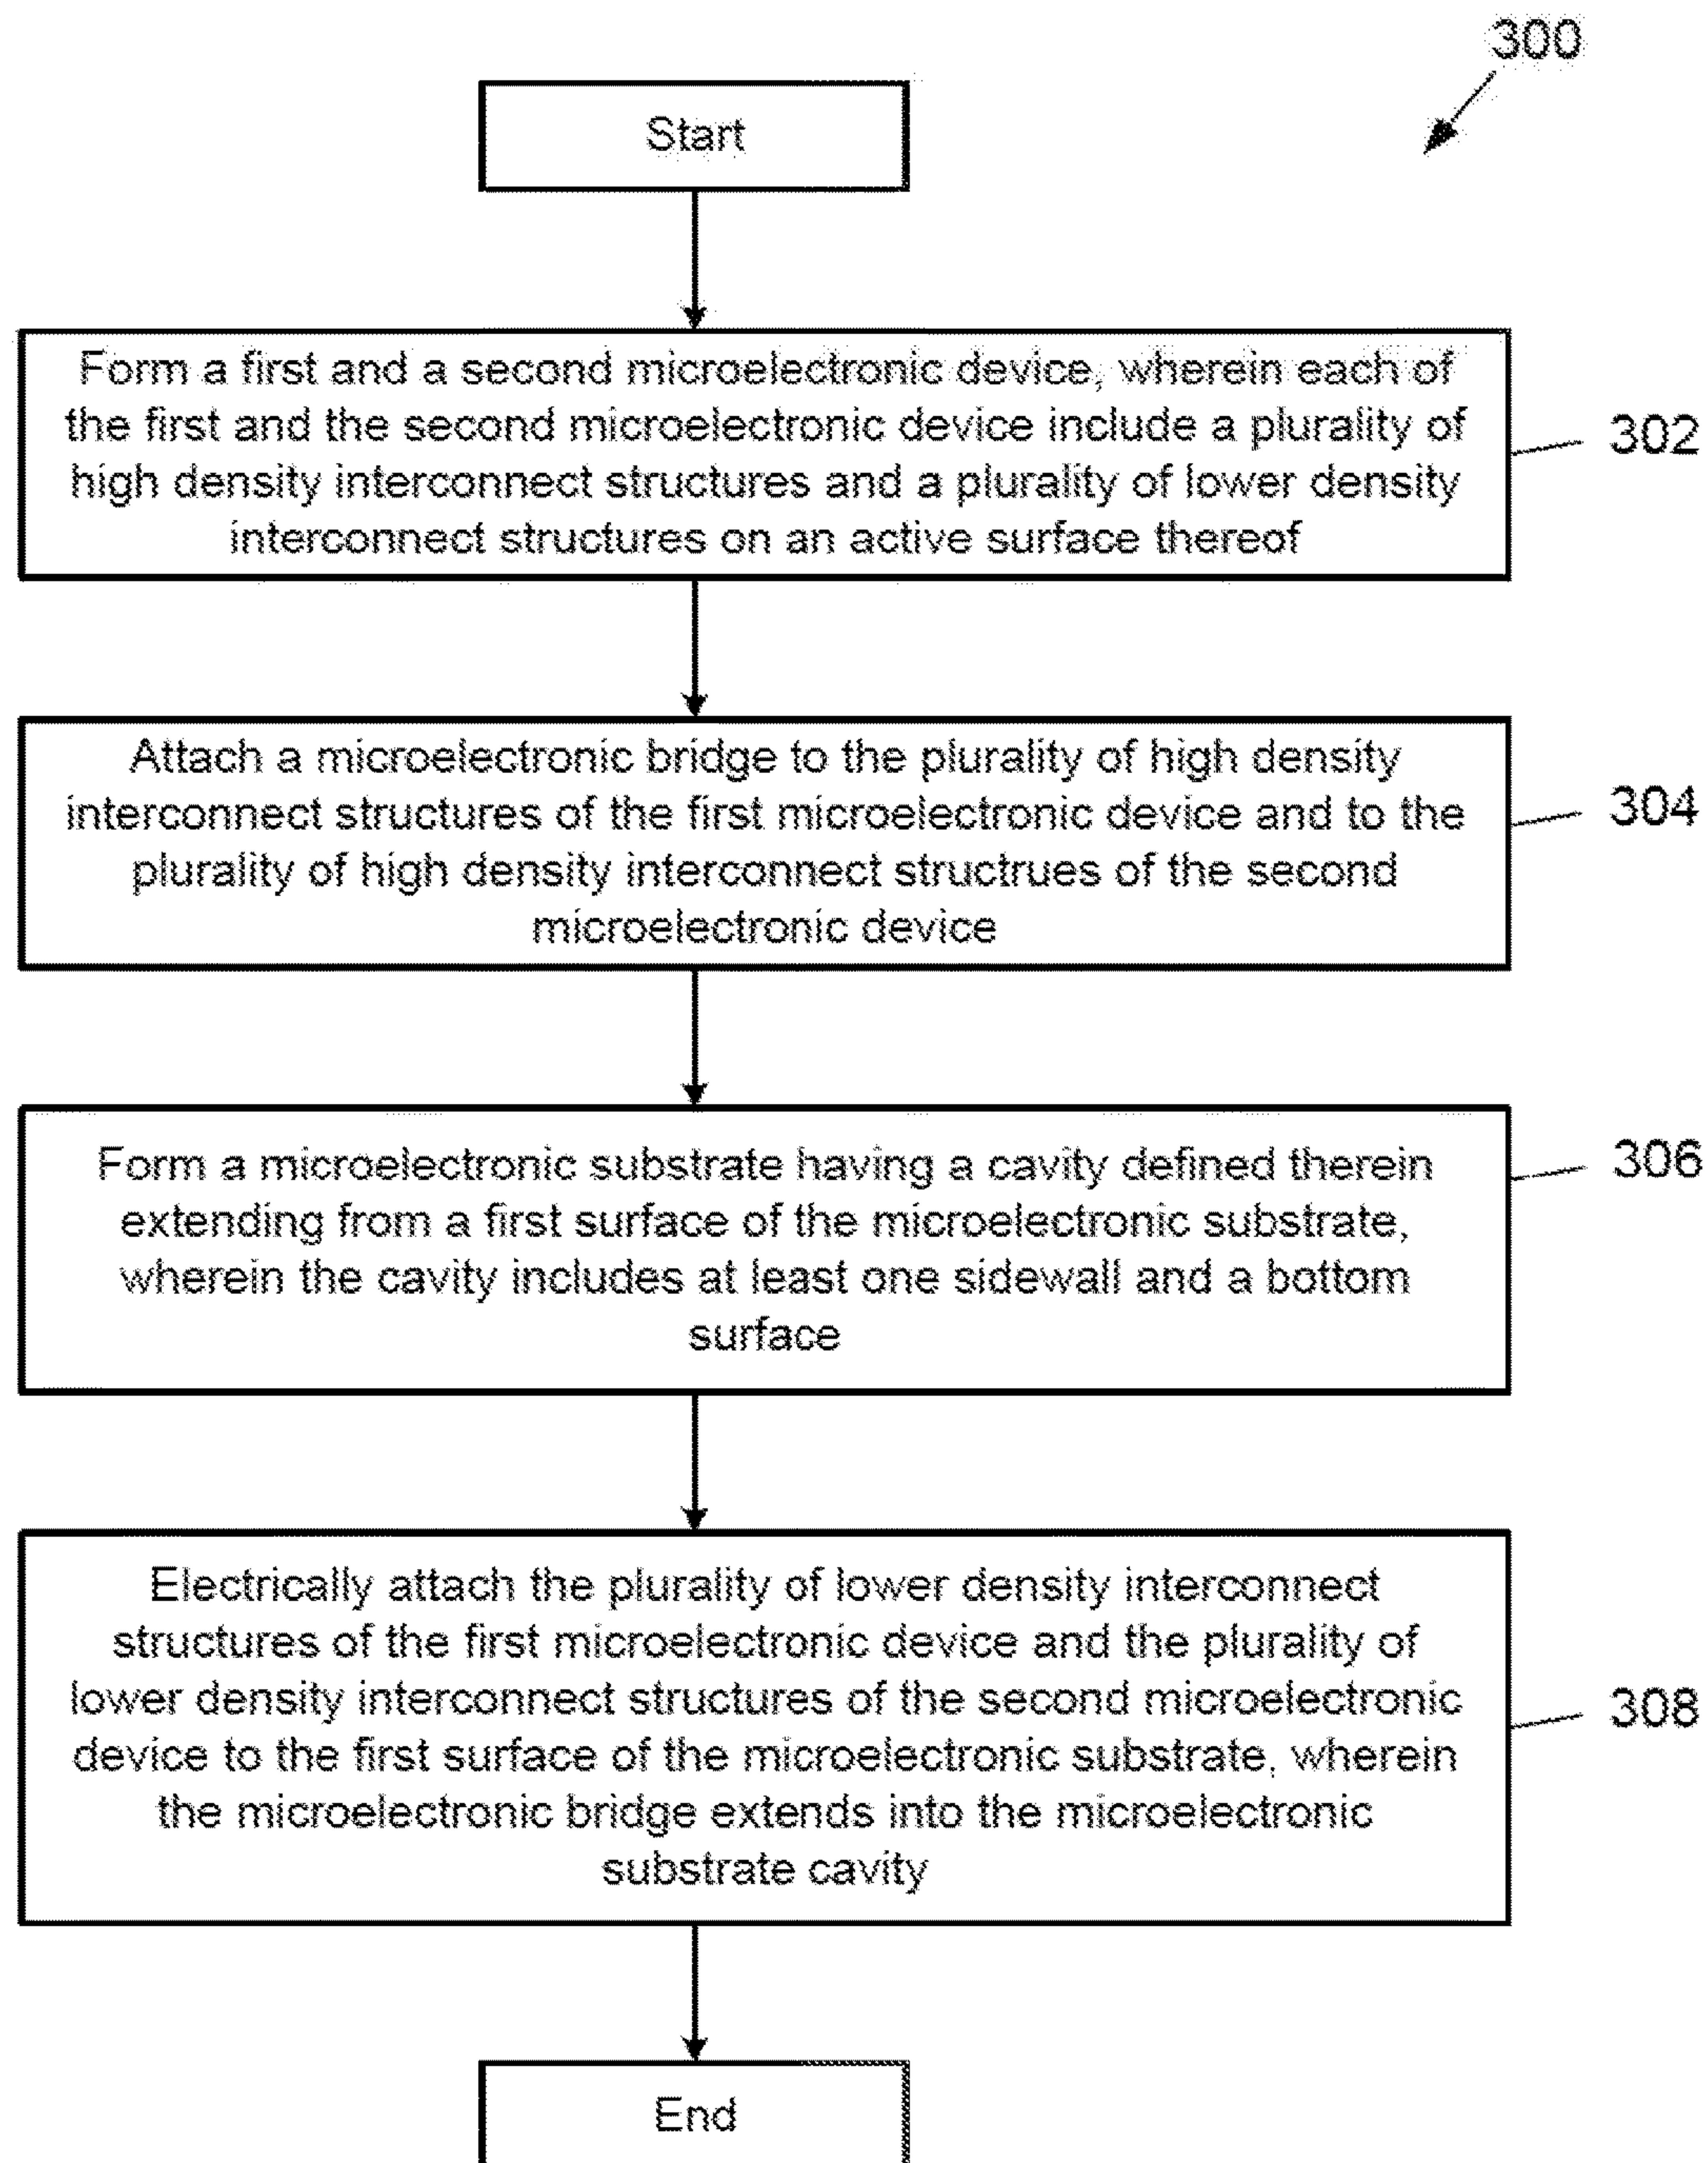 300
Start
Form a first and a second microelectronic device, wherein each of
the first and the second microelectronic device include a plurality of
high density interconnect structures and a plurality of lower density
interconnect structures on an active surface thereof
302
Attach a microelectronic bridge to the plurality of high density
interconnect structures of the first microelectronic device and to the
plurality of high density interconnect structrues of the second
microelectronic device
304
Form a microelectronic substrate having a cavity defined therein
extending from a first surface of the microelectronic substrate,
wherein the cavity includes at least one sidewall and a bottom
surface
306
Electrically attach the plurality of lower density interconnect
structures of the first microelectronic device and the plurality of
lower density interconnect structures of the second microelectronic
device to the first surface of the microelectronic substrate, wherein
the microelectronic bridge extends into the microelectronic
substrate cavity
308
End